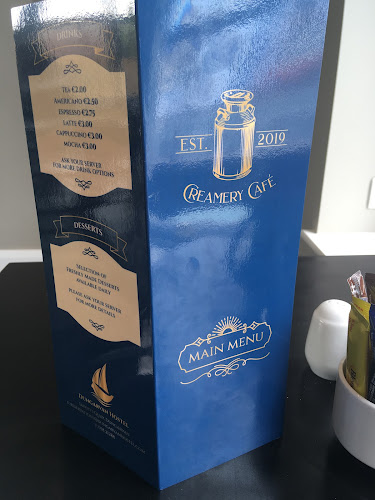 DRINKS
TEA €2.00
AMERICANO €2.50
ESPRESSO €2.75
LATTE €3.00
CAPPUCCINO €3.00
MOCHA €3.00
ASK YOUR SERVER
FOR MORE DRINK OPTIONS
DESSERTS
SELECTION OF
FRESHLY MADE DESSERTS
AVAILABLE DAILY
PLEASE ASK YOUR SERVER
FOR MORE DETAILS
DUNGARVAN HOSTEL
EST. 2019
CREAMERY CAFÉ
MAIN MENU